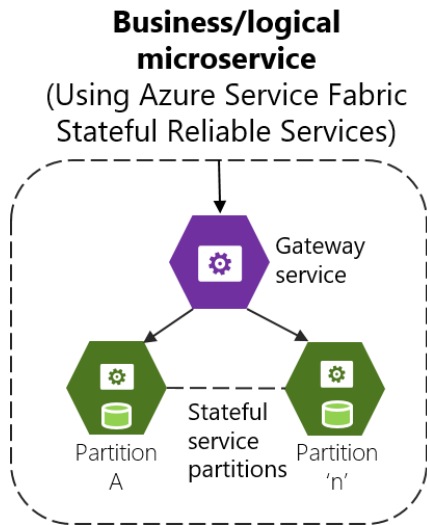 Business/logical
microservice
(Using Azure Service Fabric
Stateful Reliable Services)
Gateway
service
Stateful
service
partitions
Partition
A
Partition
‘n’